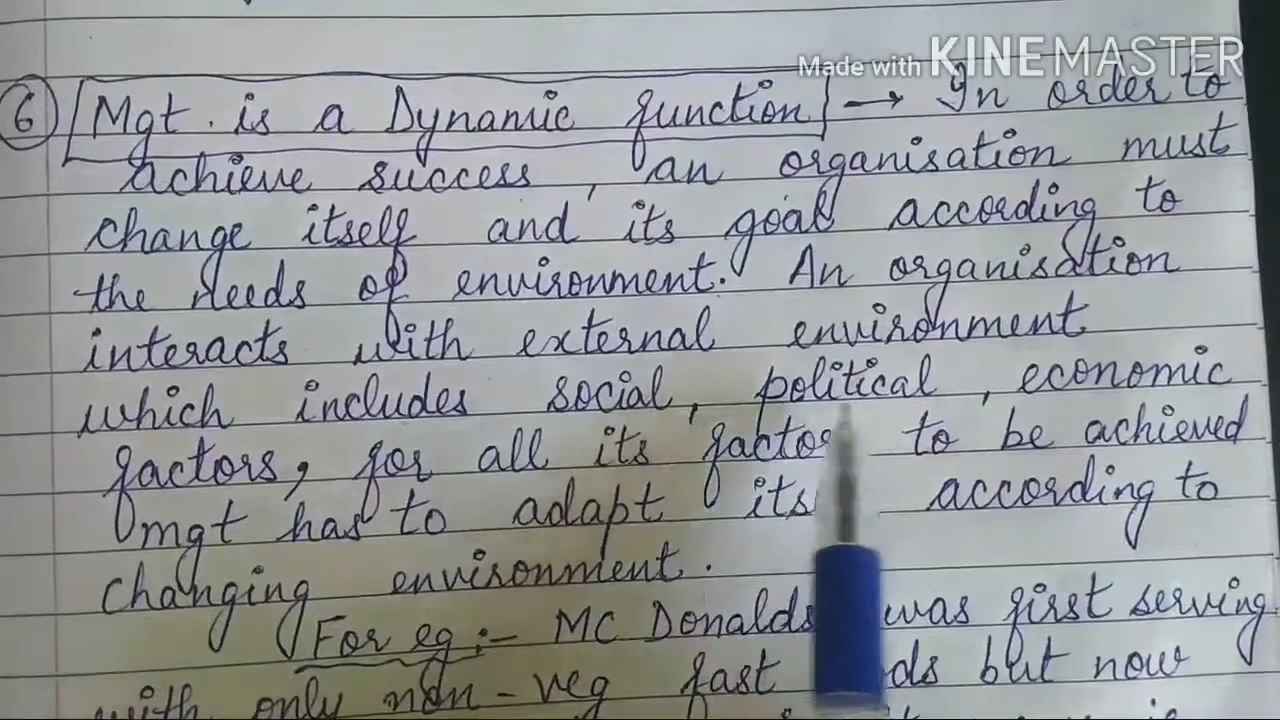 Made with KINEMASTER
6 Mgt. is a Dynamic function → In order to
achieve success, an organisation must
change itself and its goal according to
the needs of environment. An organisation
interacts with external environment
which includes social, political, economic
factors, for all its factor to be achieved
mgt has to adapt its according to
changing environment.
For eg :- MC Donalds was first serving
with only non-veg fast ds but now